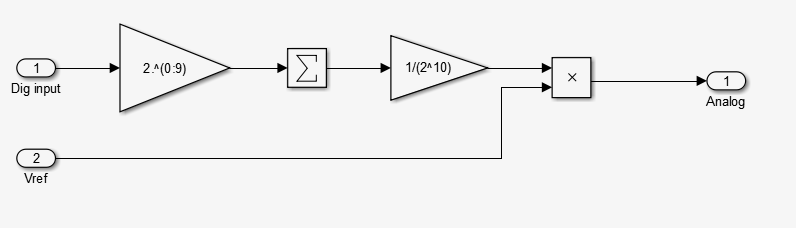 1
Dig input
2.^(0:9)
∑
1/(2^10)
×
1
Analog
2
Vref